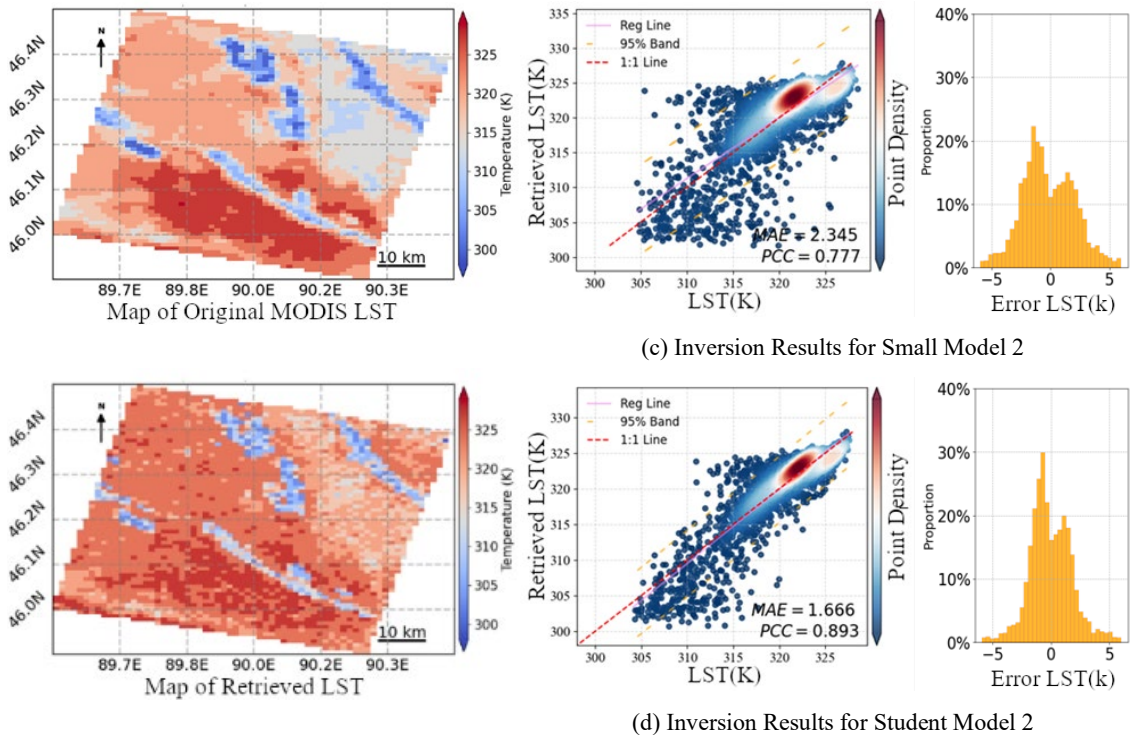 46.4N
46.3N
46.2N
46.1N
46.0N
N
10 km
89.7E 89.8E 90.0E 90.2E 90.3E
Map of Original MODIS LST
325
320
315
310
305
300
Temperature (K)
335
330
325
320
315
310
305
300
Retrieved LST(K)
Reg Line
95% Band
1:1 Line
MAE = 2.345
PCC = 0.777
300 305 310 315 320 325
LST(K)
Point Density
40%
30%
20%
10%
0%
Proportion
−5 0 5
Error LST(k)
(c) Inversion Results for Small Model 2
46.4N
46.3N
46.2N
46.1N
46.0N
N
10 km
89.7E 89.8E 90.0E 90.2E 90.3E
Map of Retrieved LST
325
320
315
310
305
300
Temperature (K)
330
325
320
315
310
305
300
Retrieved LST(K)
Reg Line
95% Band
1:1 Line
MAE = 1.666
PCC = 0.893
300 305 310 315 320 325
LST(K)
Point Density
40%
30%
20%
10%
0%
Proportion
−5 0 5
Error LST(k)
(d) Inversion Results for Student Model 2